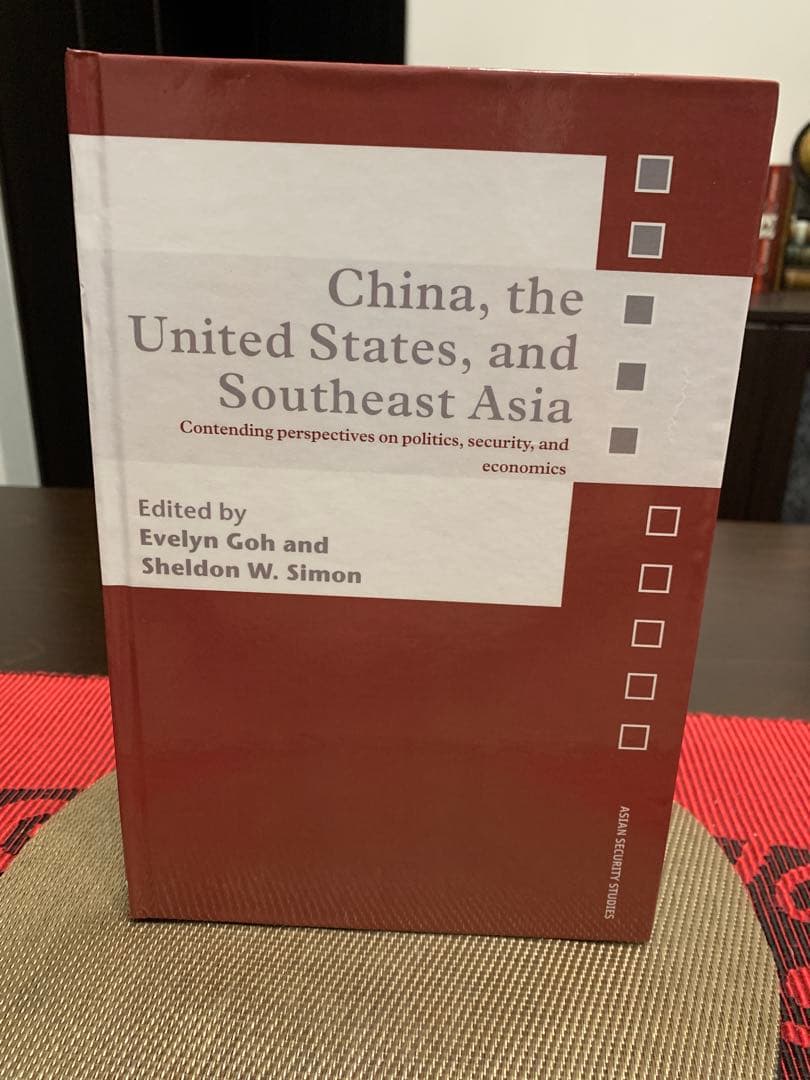 China, the
United States, and
Southeast Asia
Contending perspectives on politics, security, and
economics
Edited by
Evelyn Goh and
Sheldon W. Simon
ASIAN SECURITY STUDIES